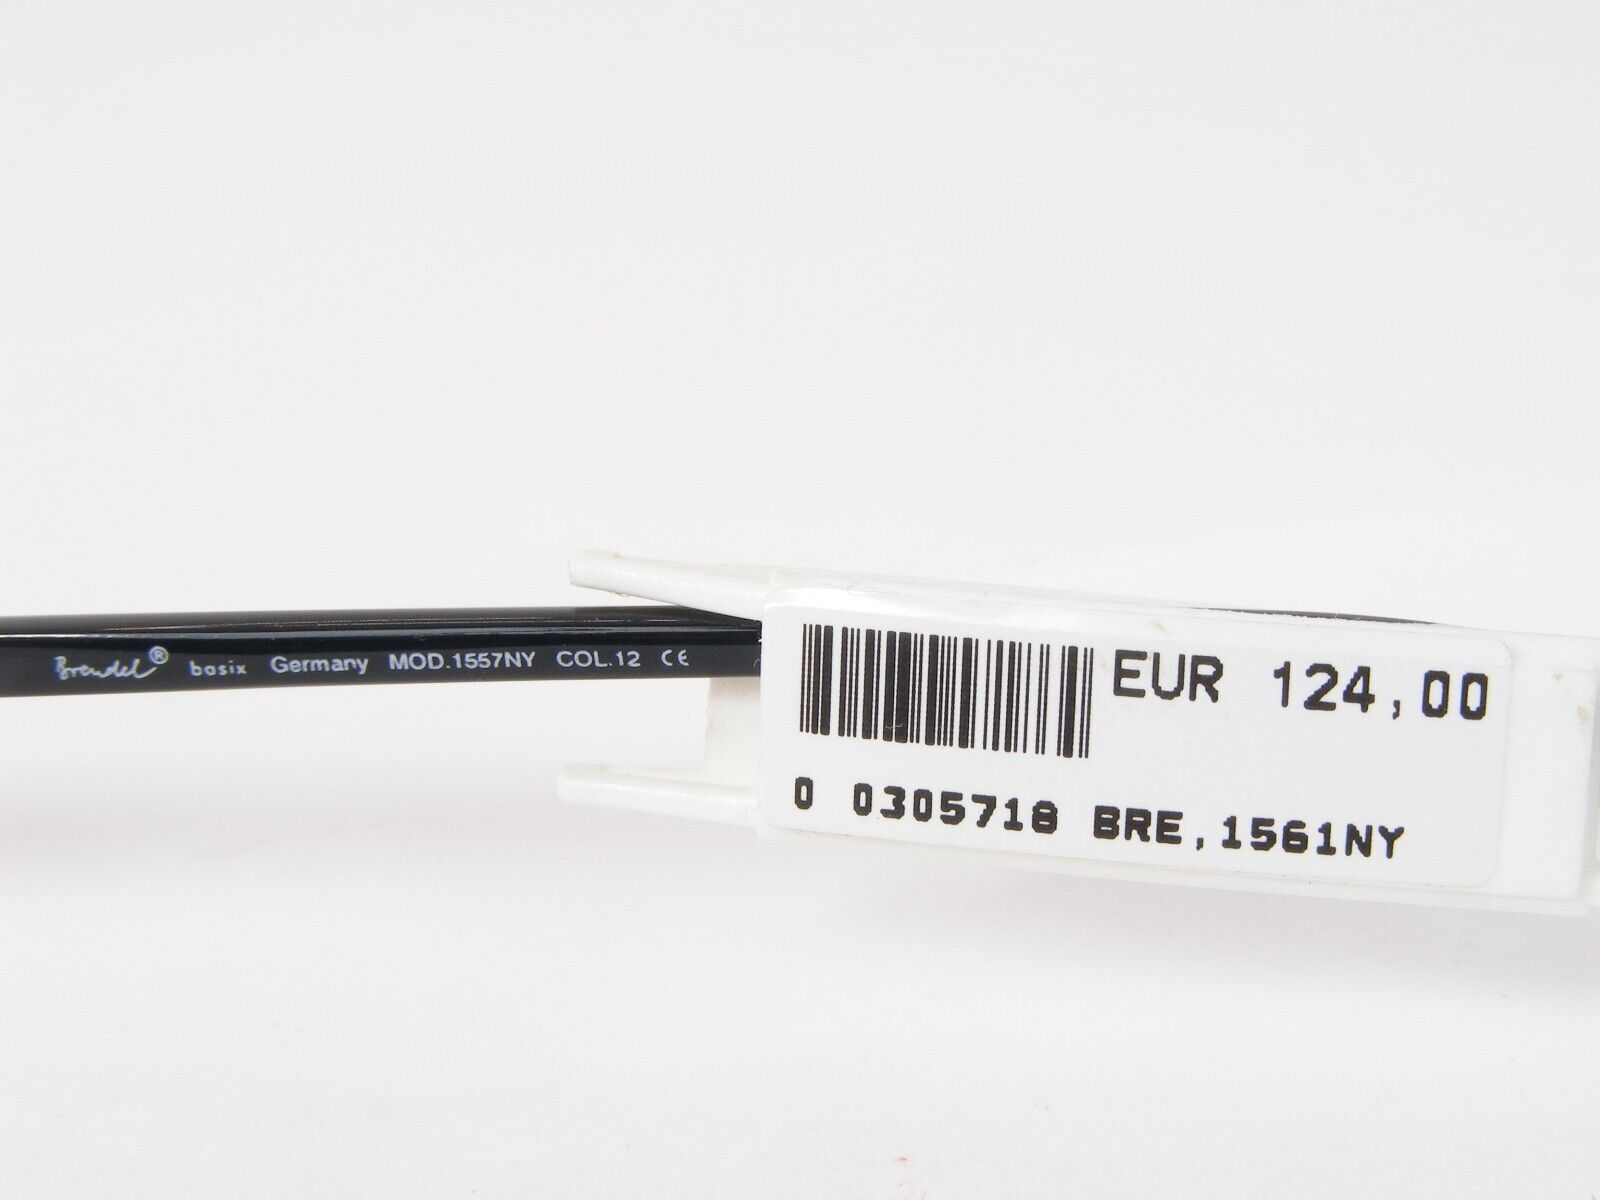 Brendel® basix Germany MOD.1557NY COL.12 CE
EUR 124,00
0 0305718 BRE,1561NY